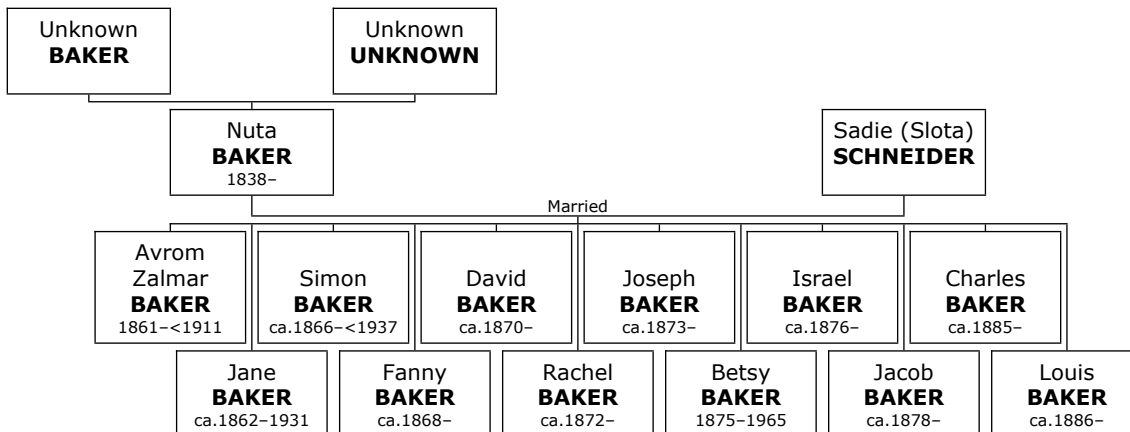 Unknown
BAKER
Unknown
UNKNOWN
Nuta
BAKER
1838–
Sadie (Slota)
SCHNEIDER
Married
Avrom
Zalmar
BAKER
1861–<1911
Simon
BAKER
ca.1866–<1937
David
BAKER
ca.1870–
Joseph
BAKER
ca.1873–
Israel
BAKER
ca.1876–
Charles
BAKER
ca.1885–
Jane
BAKER
ca.1862–1931
Fanny
BAKER
ca.1868–
Rachel
BAKER
ca.1872–
Betsy
BAKER
1875–1965
Jacob
BAKER
ca.1878–
Louis
BAKER
ca.1886–